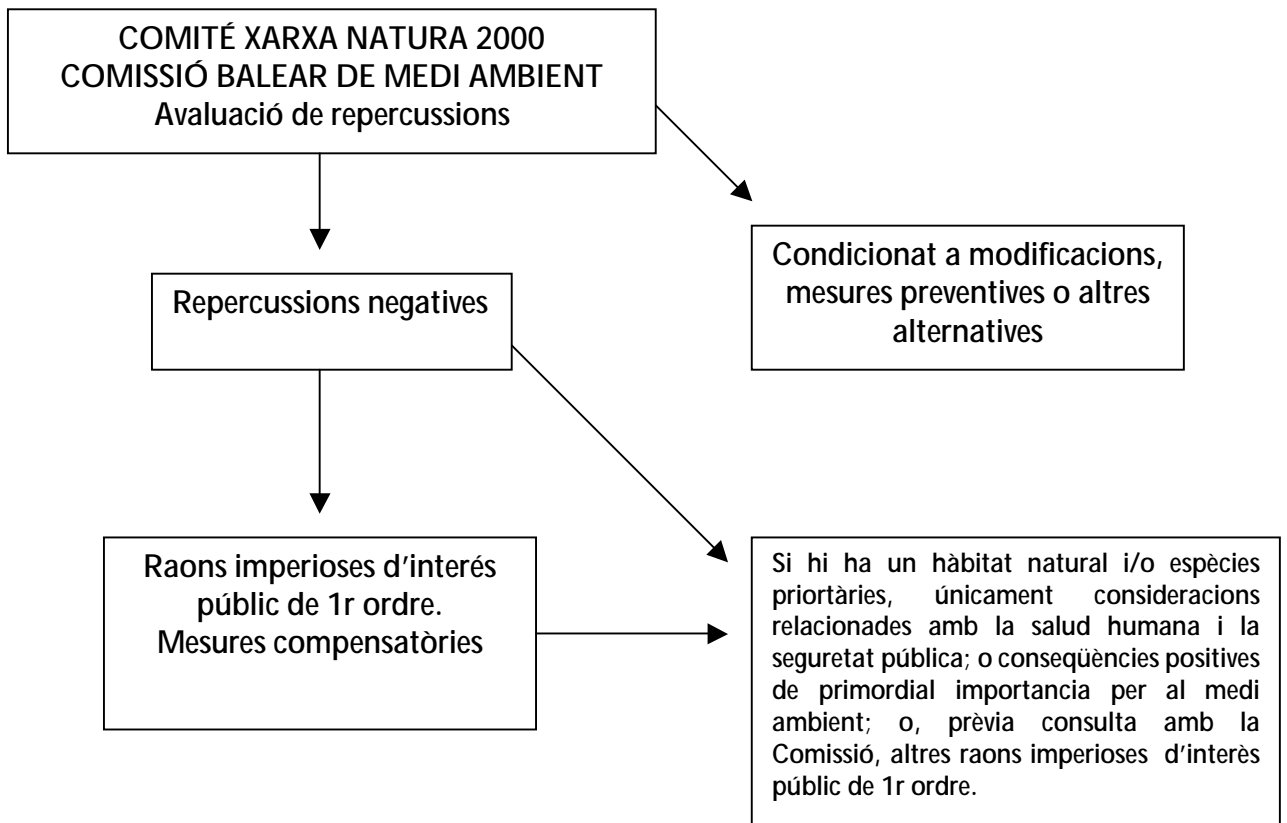 COMITÉ XARXA NATURA 2000
COMISSIÓ BALEAR DE MEDI AMBIENT
Avaluació de repercussions
Condicionat a modificacions,
mesures preventives o altres
alternatives
Repercussions negatives
Raons imperioses d’interés
públic de 1r ordre.
Mesures compensatòries
Si hi ha un hàbitat natural i/o espècies
priortàries, únicament consideracions
relacionades amb la salud humana i la
seguretat pública; o conseqüències positives
de primordial importancia per al medi
ambient; o, prèvia consulta amb la
Comissió, altres raons imperioses d’interès
públic de 1r ordre.